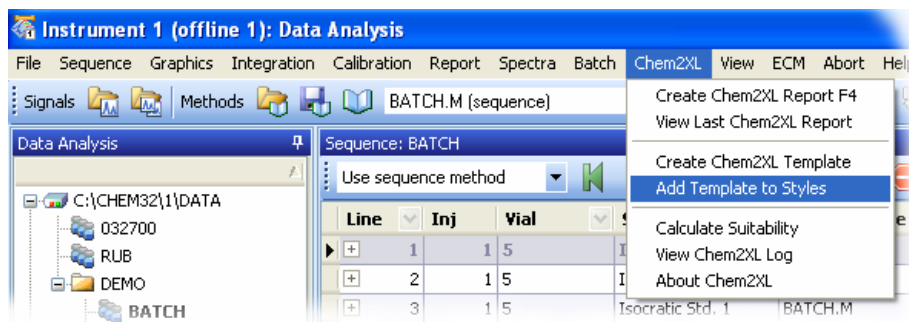 Instrument 1 (offline 1): Data Analysis
File Sequence Graphics Integration Calibration Report Spectra Batch Chem2XL View ECM Abort Help
Signals Methods BATCH.M (sequence)
Create Chem2XL Report F4
View Last Chem2XL Report
Create Chem2XL Template
Add Template to Styles
Calculate Suitability
View Chem2XL Log
About Chem2XL
Data Analysis
C:\CHEM32\1\DATA
032700
RUB
DEMO
BATCH
Sequence: BATCH
Use sequence method
Line Inj Vial
1 1 5
2 1 5
3 1 5 Isocratic Std. 1 BATCH.M